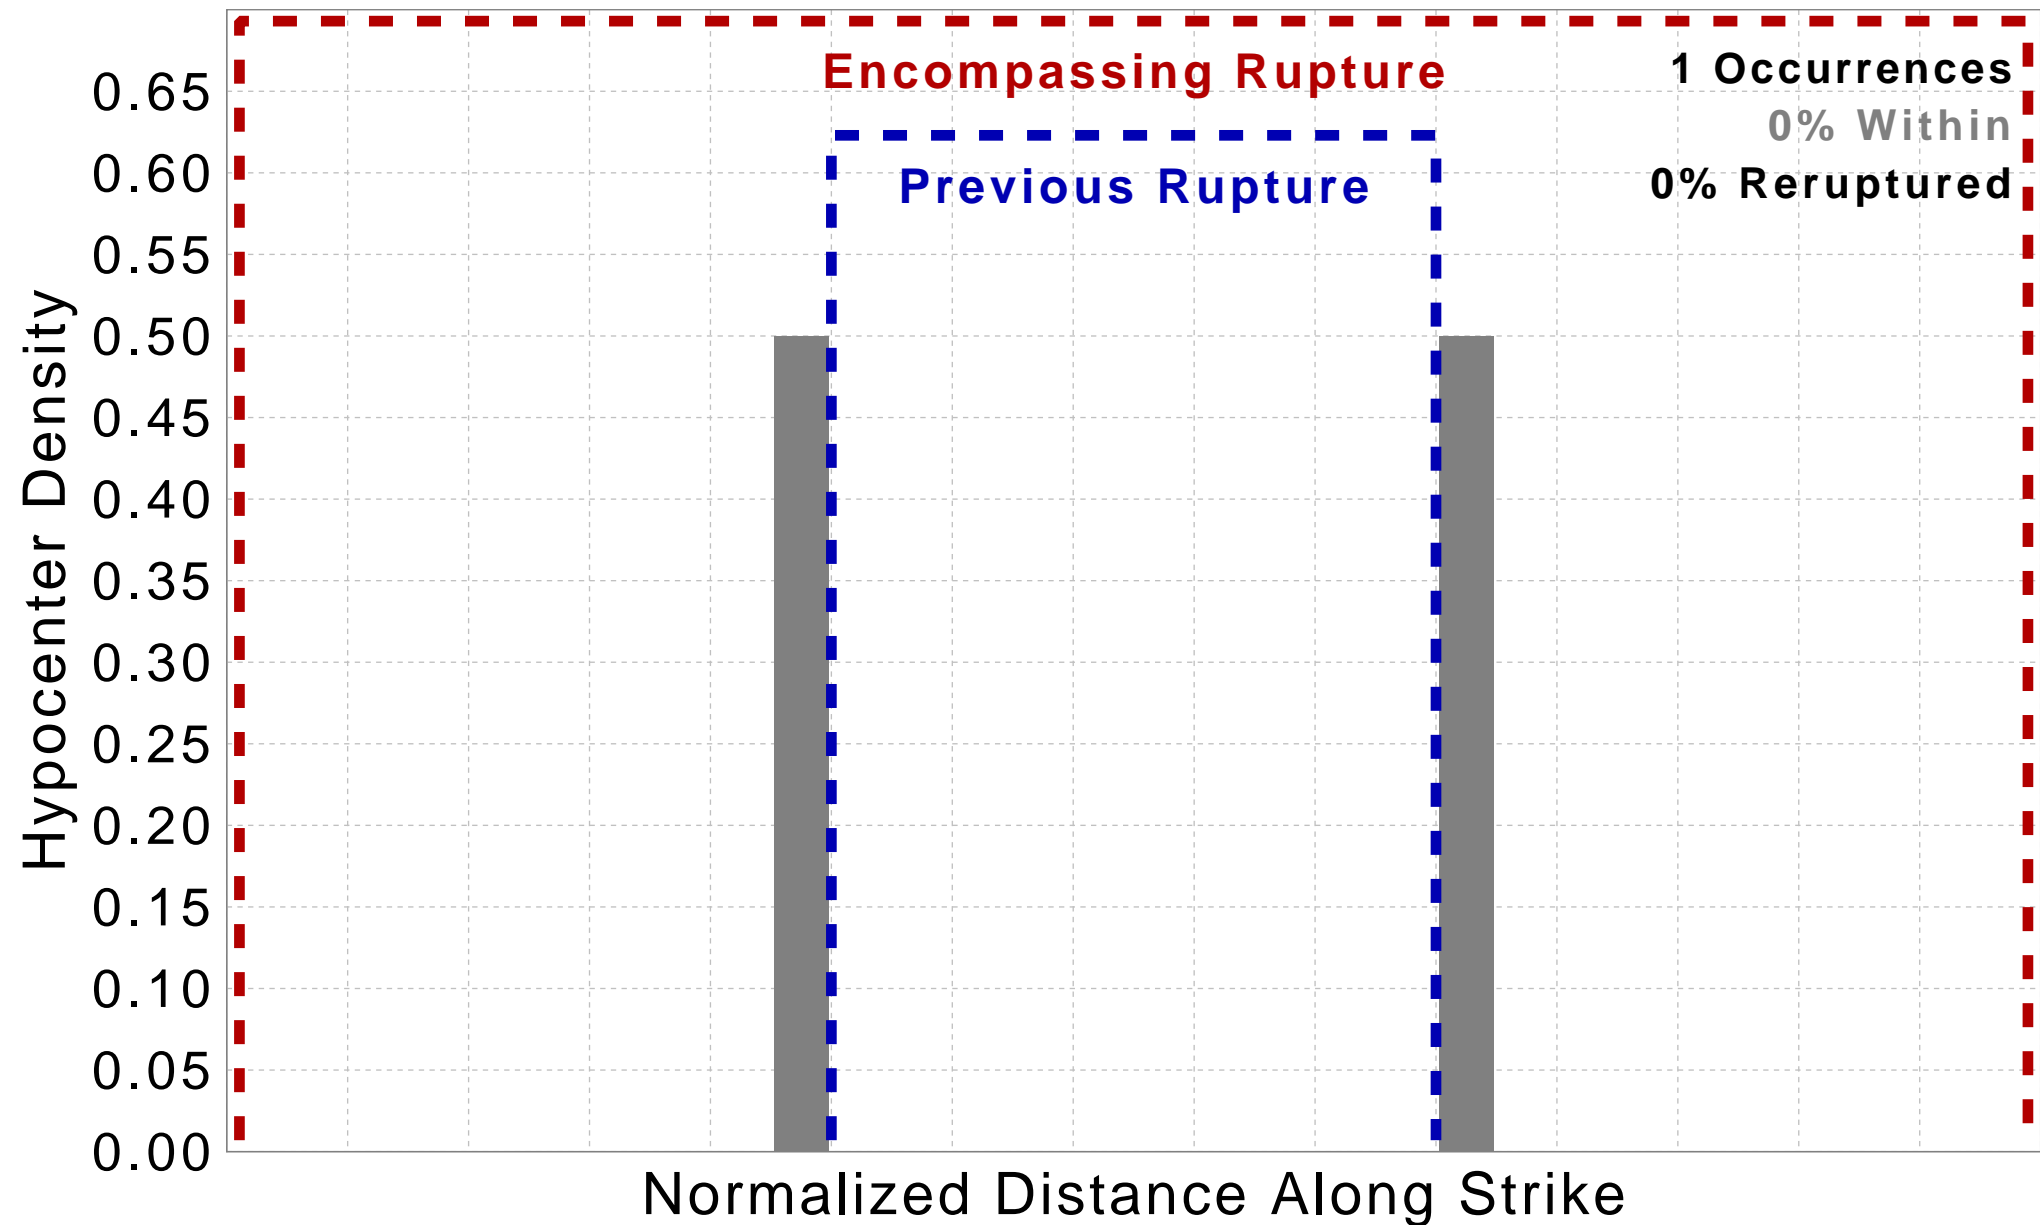 Encompassing Rupture
1 Occurrences
0% Within
0% Reruptured
Previous Rupture
Hypocenter Density
0.65
0.60
0.55
0.50
0.45
0.40
0.35
0.30
0.25
0.20
0.15
0.10
0.05
0.00
Normalized Distance Along Strike